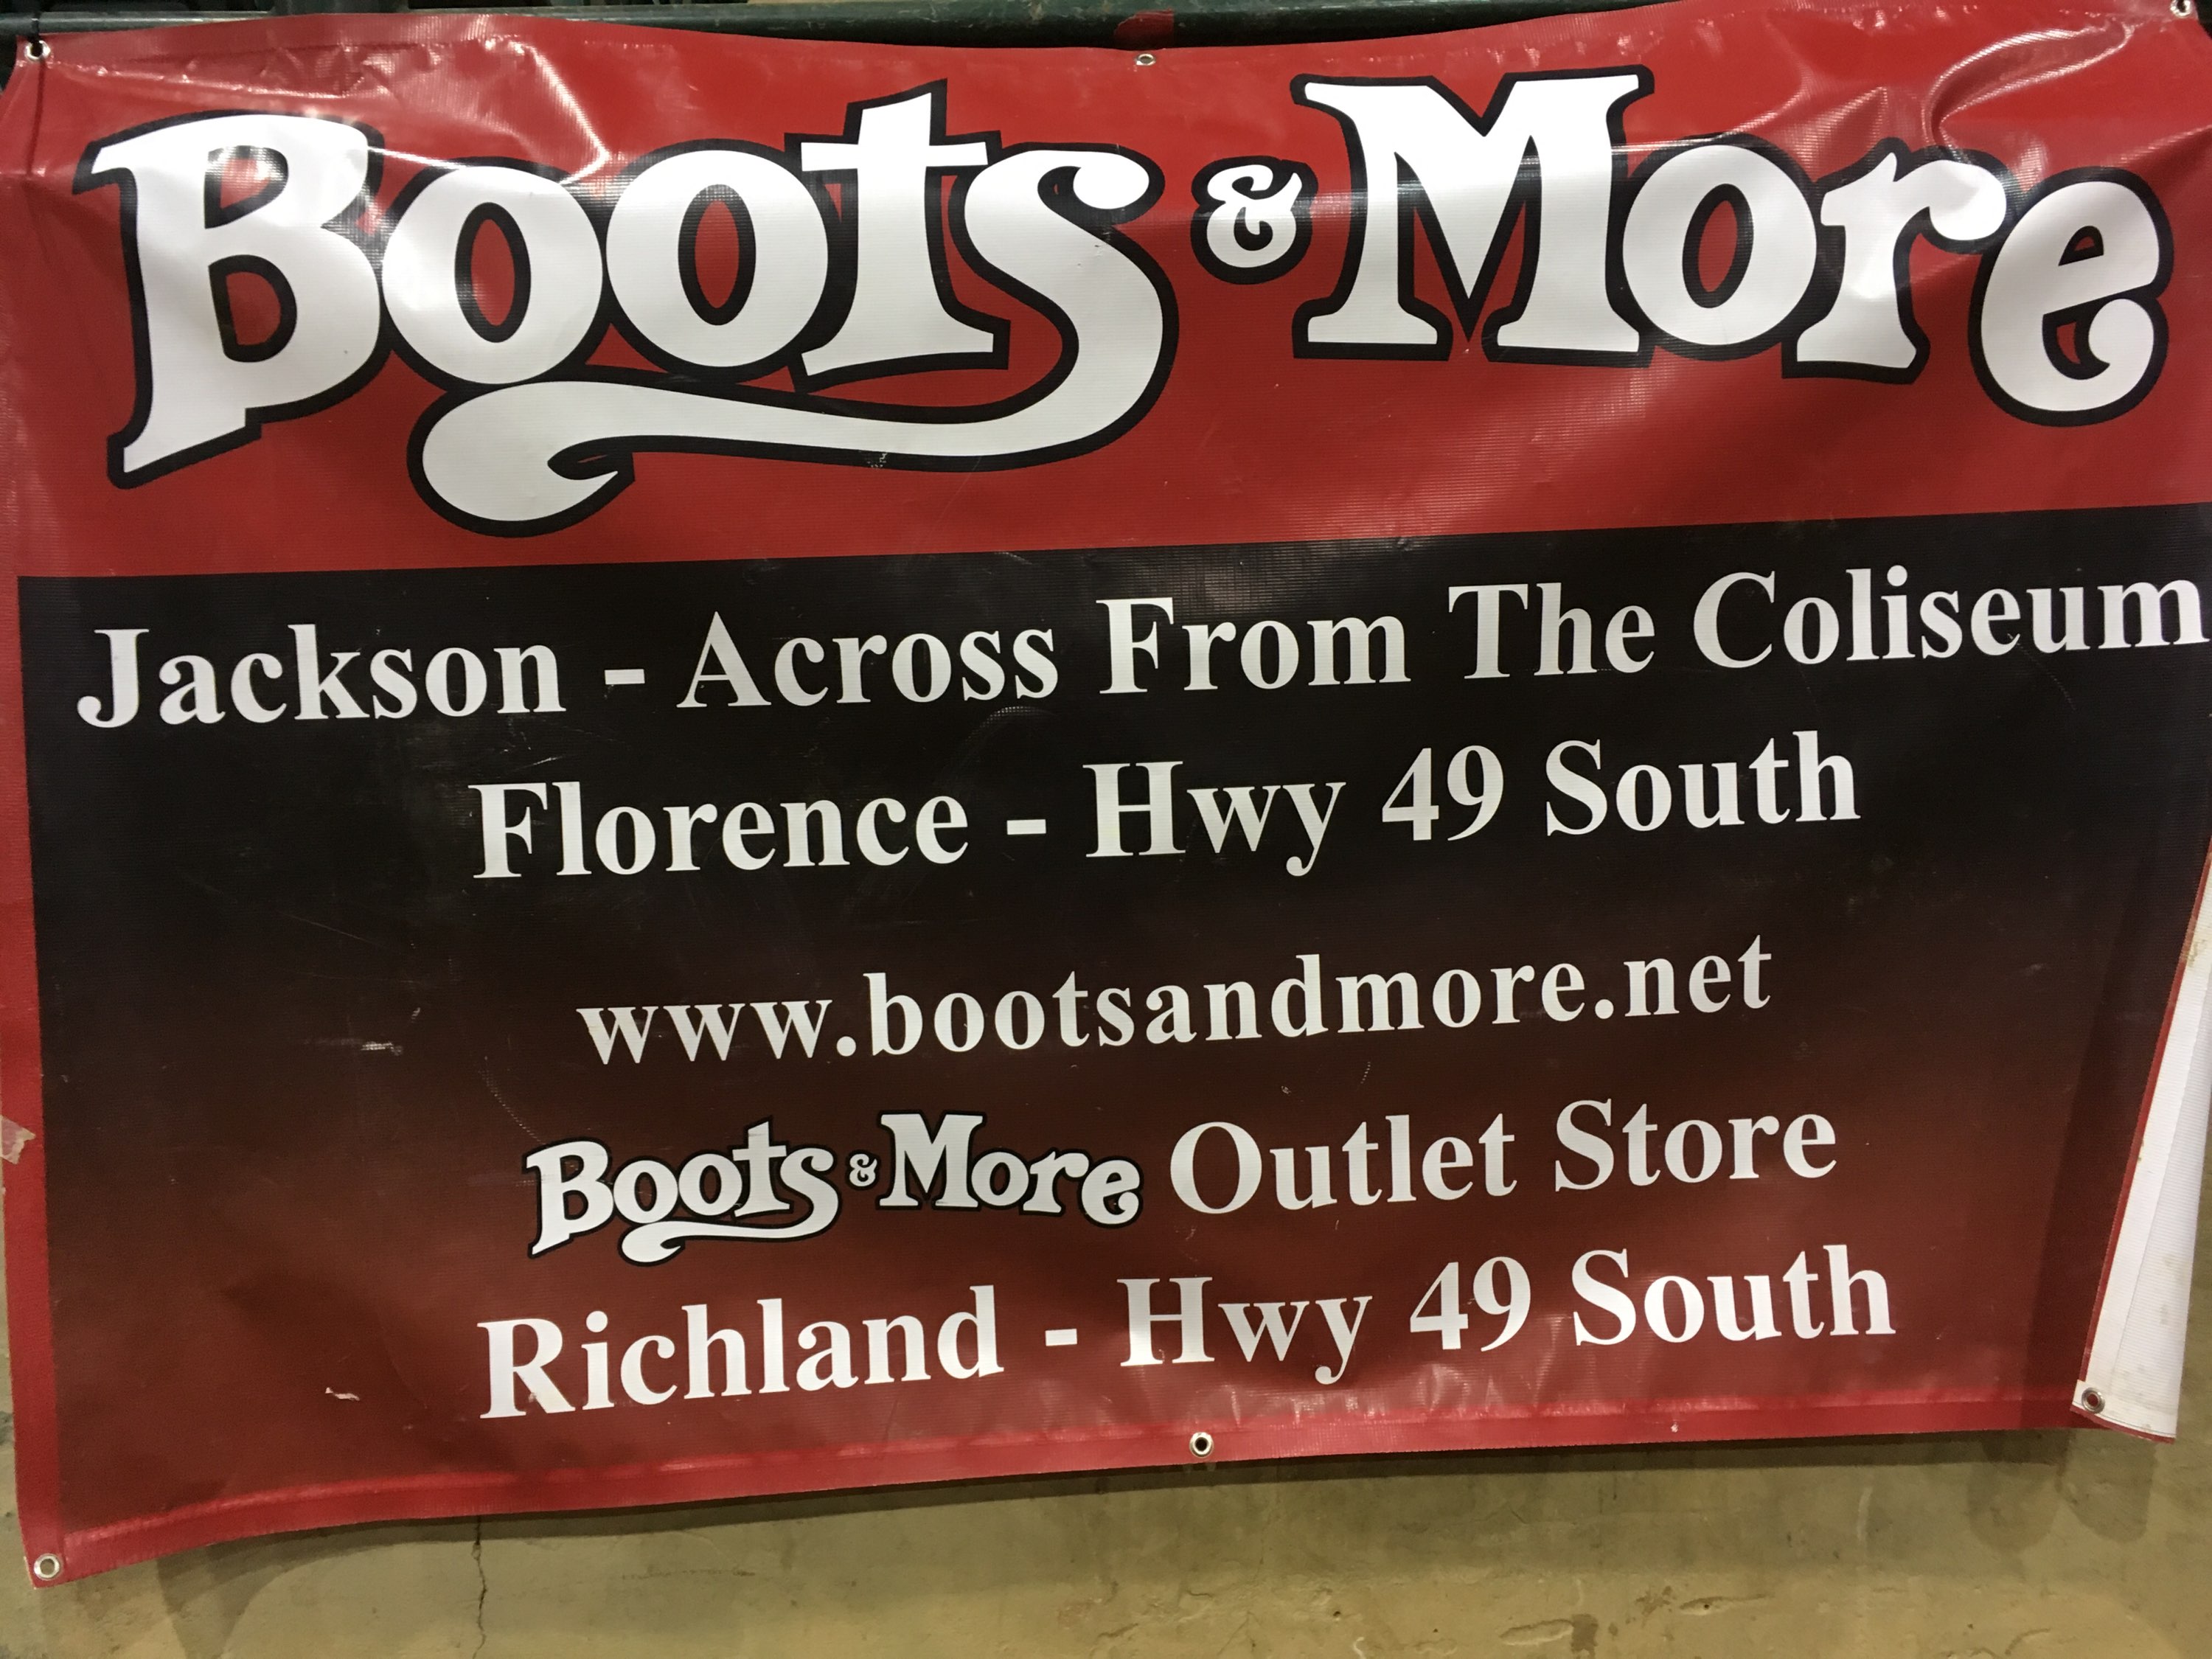 Boots & More
Jackson - Across From The Coliseum
Florence - Hwy 49 South
www.bootsandmore.net
Boots & More Outlet Store
Richland - Hwy 49 South